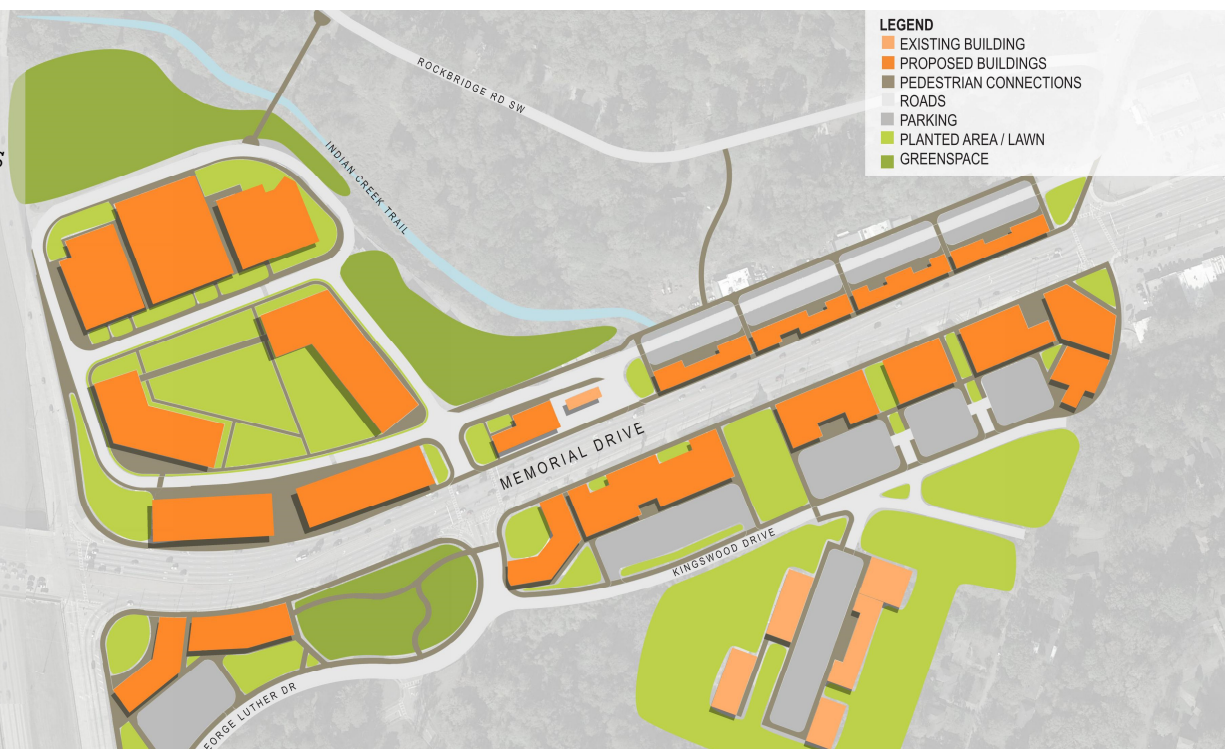 LEGEND
EXISTING BUILDING
PROPOSED BUILDINGS
PEDESTRIAN CONNECTIONS
ROADS
PARKING
PLANTED AREA / LAWN
GREENSPACE
ROCKBRIDGE RD SW
INDIAN CREEK TRAIL
MEMORIAL DRIVE
KINGSWOOD DRIVE
EORGE LUTHER DR